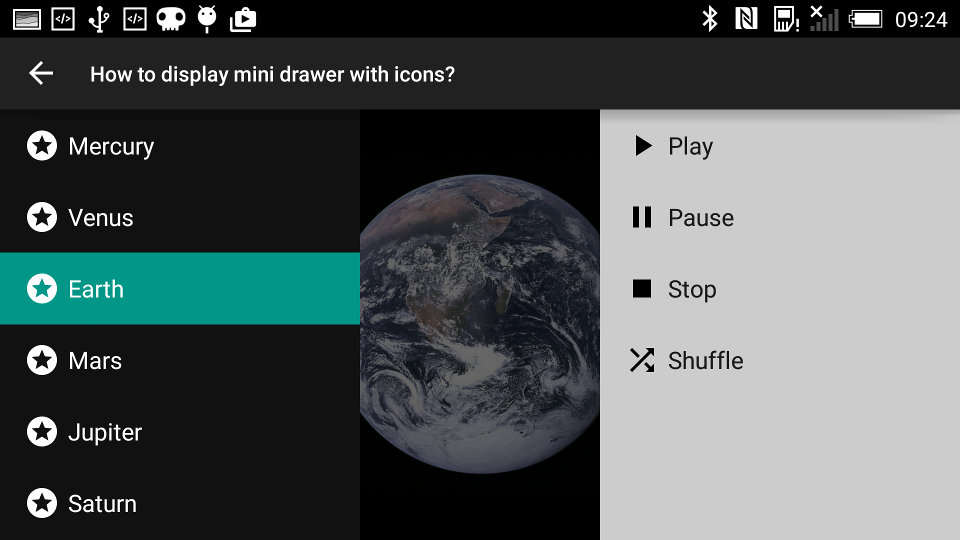 09:24
How to display mini drawer with icons?
Mercury
Venus
Earth
Mars
Jupiter
Saturn
Play
Pause
Stop
Shuffle